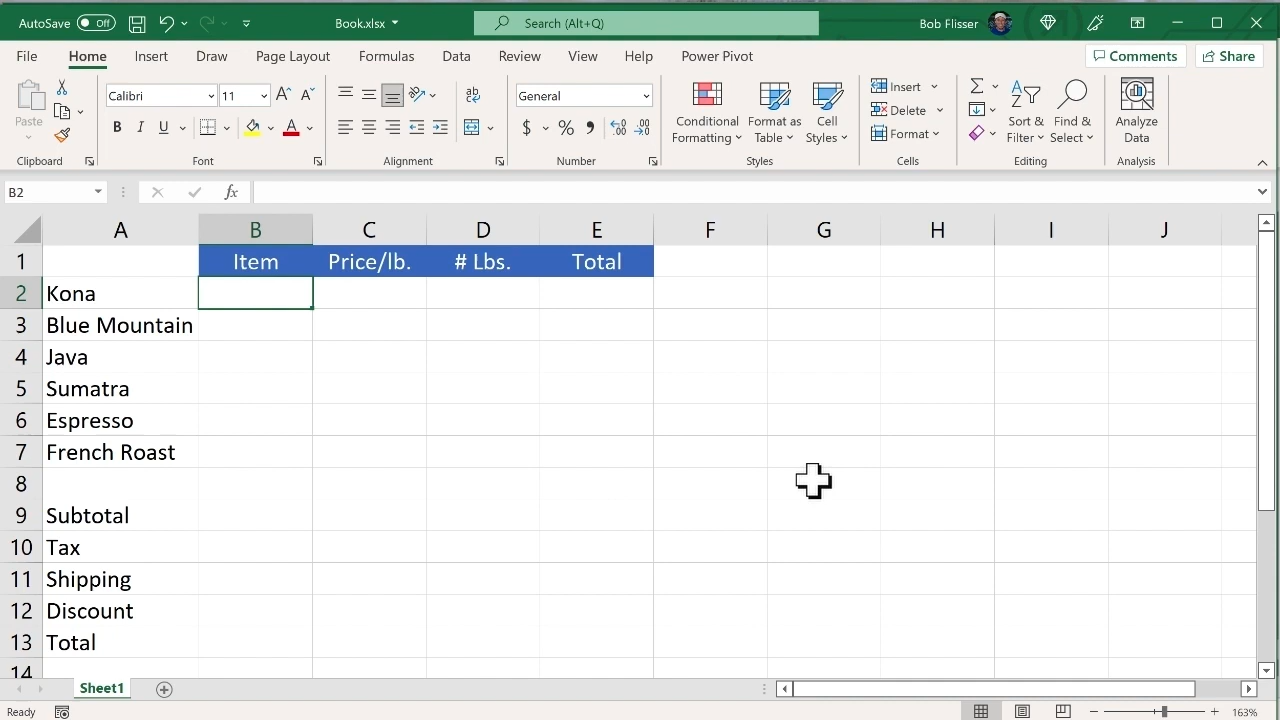 AutoSave Off Book.xlsx Search (Alt+Q) Bob Flisser
File Home Insert Draw Page Layout Formulas Data Review View Help Power Pivot Comments Share
Paste Calibri 11 General Conditional Formatting Format as Table Cell Styles Insert Delete Format Sort & Filter Find & Select Analyze Data
B I U $ %
Clipboard Font Alignment Number Styles Cells Editing Analysis
B2 fx
A B C D E F G H I J
1 Item Price/lb. # Lbs. Total
2 Kona
3 Blue Mountain
4 Java
5 Sumatra
6 Espresso
7 French Roast
8
9 Subtotal
10 Tax
11 Shipping
12 Discount
13 Total
14
Sheet1
Ready 163%